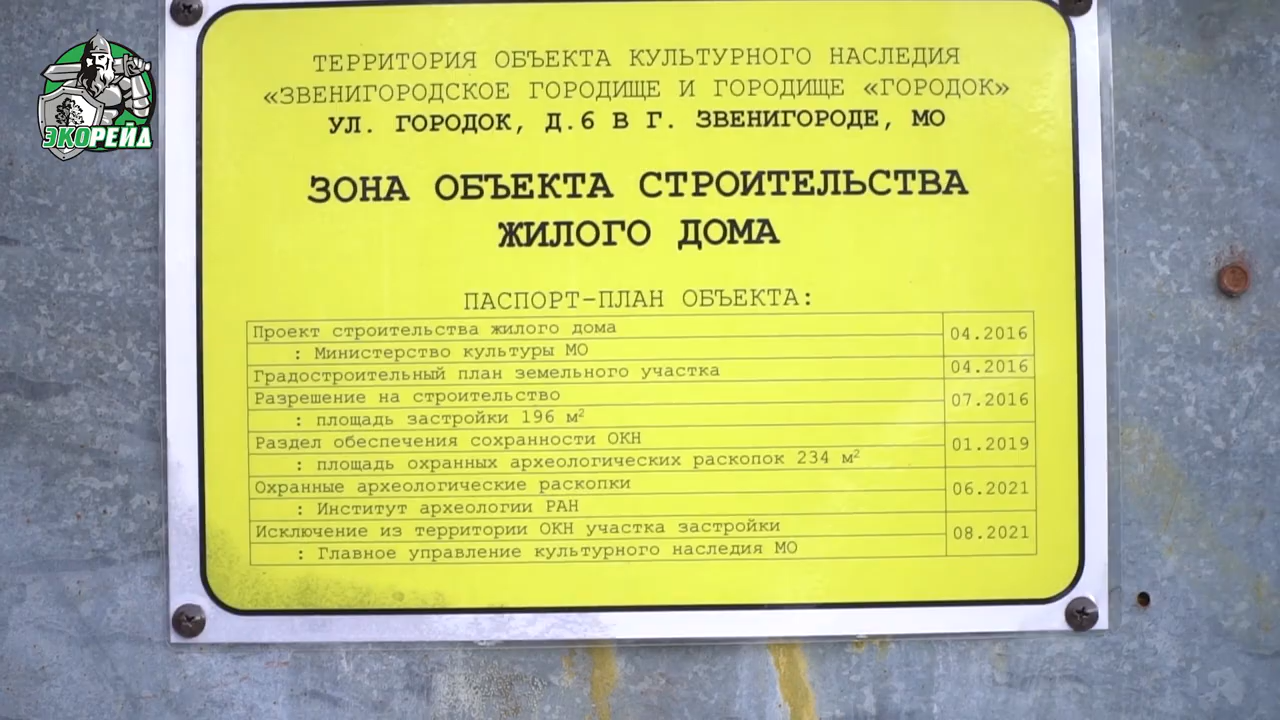 ЭКОРЕЙД
ТЕРРИТОРИЯ ОБЪЕКТА КУЛЬТУРНОГО НАСЛЕДИЯ
«ЗВЕНИГОРОДСКОЕ ГОРОДИЩЕ И ГОРОДИЩЕ «ГОРОДОК»
УЛ. ГОРОДОК, Д.6 В Г. ЗВЕНИГОРОДЕ, МО
ЗОНА ОБЪЕКТА СТРОИТЕЛЬСТВА
ЖИЛОГО ДОМА
ПАСПОРТ-ПЛАН ОБЪЕКТА:
Проект строительства жилого дома 04.2016
: Министерство культуры МО
Градостроительный план земельного участка 04.2016
Разрешение на строительство 07.2016
: площадь застройки 196 м²
Раздел обеспечения сохранности ОКН 01.2019
: площадь охранных археологических раскопок 234 м²
Охранные археологические раскопки 06.2021
: Институт археологии РАН
Исключение из территории ОКН участка застройки 08.2021
: Главное управление культурного наследия МО